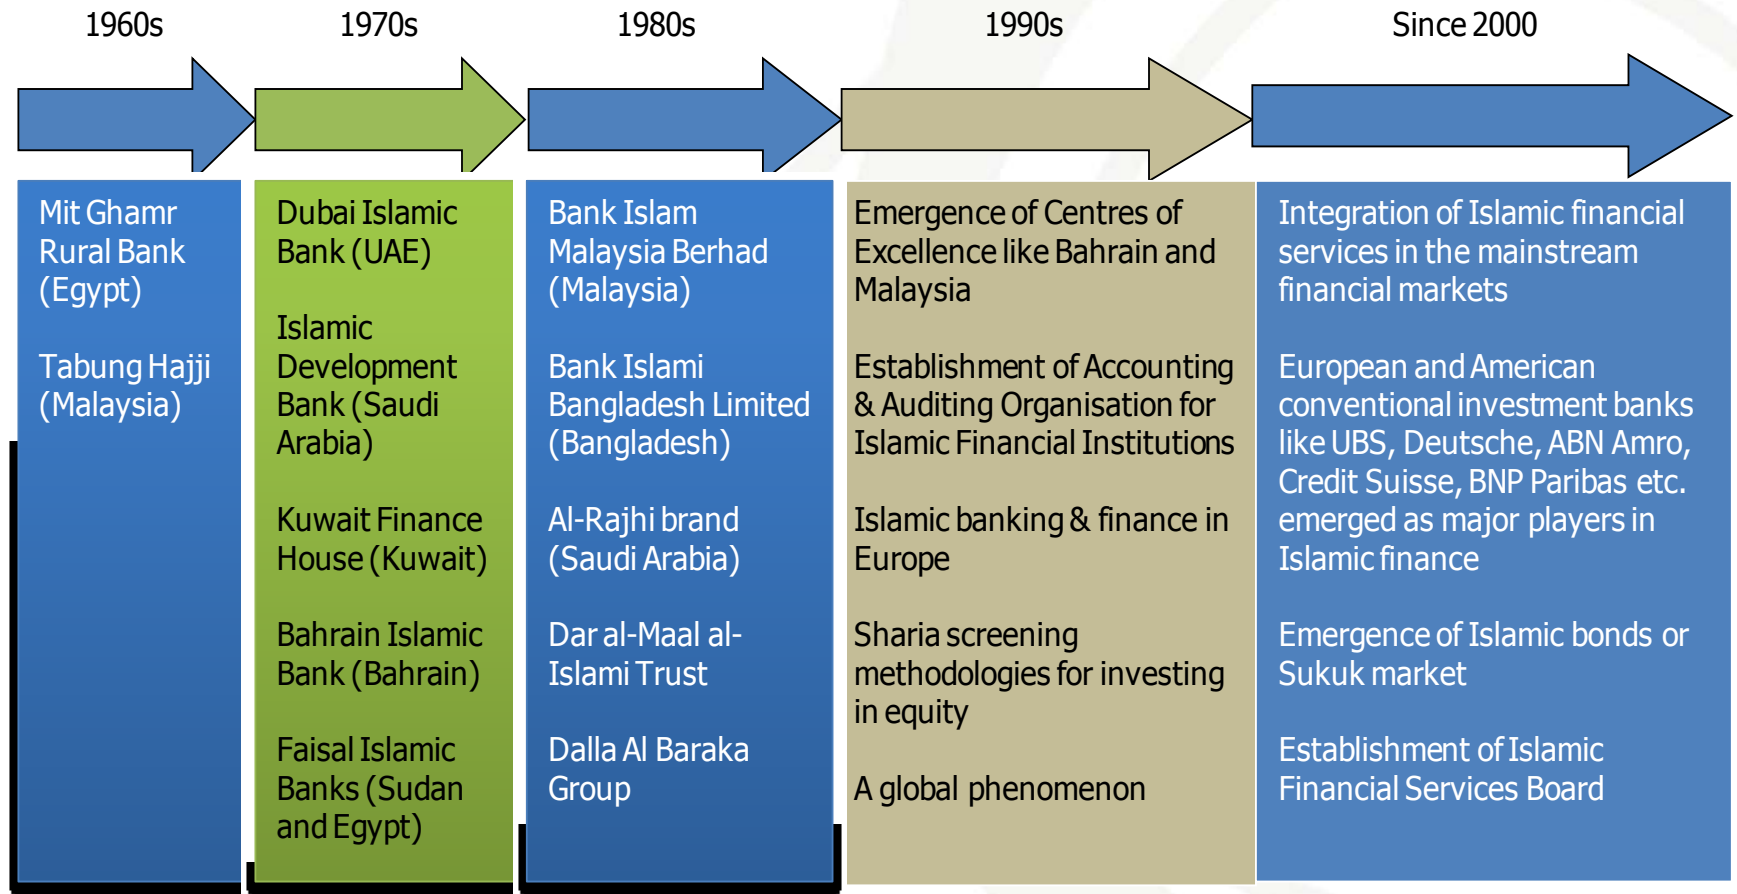 1960s
1970s
1980s
1990s
Since 2000
Mit Ghamr
Rural Bank
(Egypt)
Tabung Hajji
(Malaysia)
Dubai Islamic
Bank (UAE)
Islamic
Development
Bank (Saudi
Arabia)
Kuwait Finance
House (Kuwait)
Bahrain Islamic
Bank (Bahrain)
Faisal Islamic
Banks (Sudan
and Egypt)
Bank Islam
Malaysia Berhad
(Malaysia)
Bank Islami
Bangladesh Limited
(Bangladesh)
Al-Rajhi brand
(Saudi Arabia)
Dar al-Maal al-
Islami Trust
Dalla Al Baraka
Group
Emergence of Centres of
Excellence like Bahrain and
Malaysia
Establishment of Accounting
& Auditing Organisation for
Islamic Financial Institutions
Islamic banking & finance in
Europe
Sharia screening
methodologies for investing
in equity
A global phenomenon
Integration of Islamic financial
services in the mainstream
financial markets
European and American
conventional investment banks
like UBS, Deutsche, ABN Amro,
Credit Suisse, BNP Paribas etc.
emerged as major players in
Islamic finance
Emergence of Islamic bonds or
Sukuk market
Establishment of Islamic
Financial Services Board